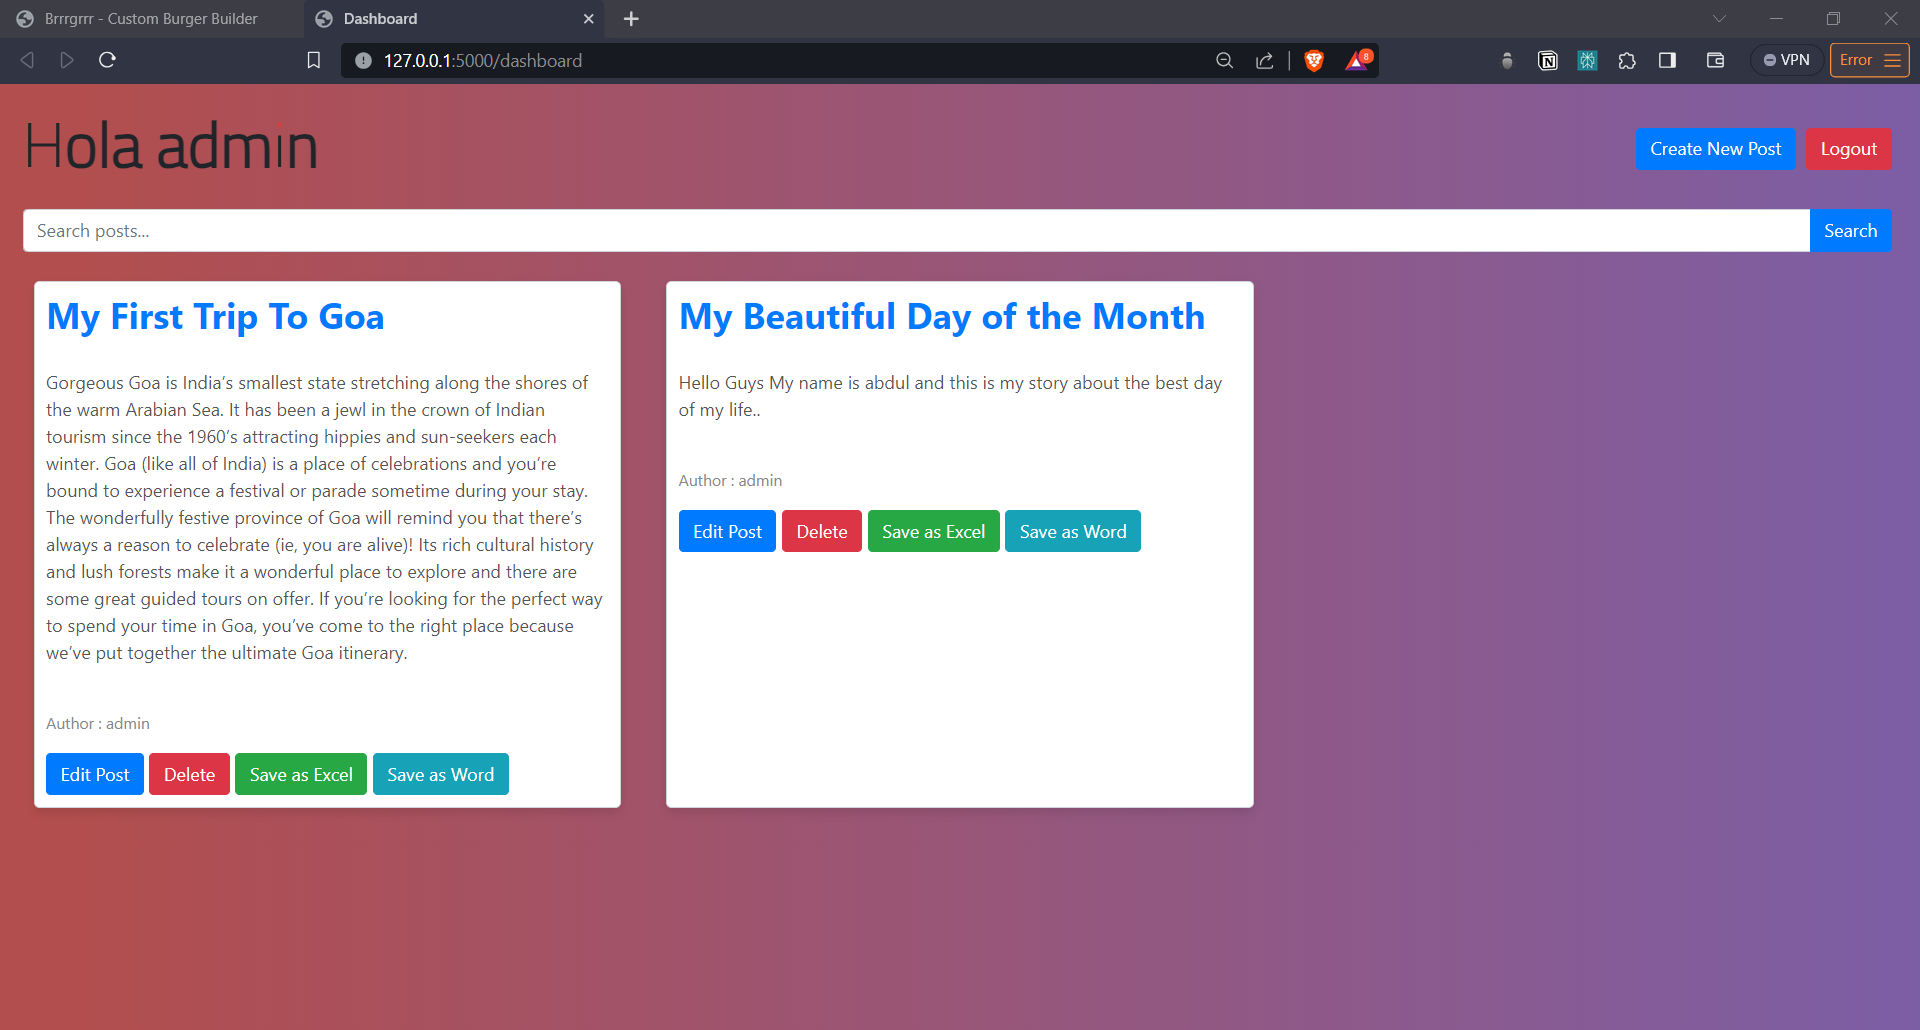 Brrrgrrr - Custom Burger Builder
Dashboard
127.0.0.1:5000/dashboard
8
VPN
Error
Hola admin
Create New Post
Logout
Search posts...
Search
My First Trip To Goa
Gorgeous Goa is India’s smallest state stretching along the shores of
the warm Arabian Sea. It has been a jewl in the crown of Indian
tourism since the 1960’s attracting hippies and sun-seekers each
winter. Goa (like all of India) is a place of celebrations and you’re
bound to experience a festival or parade sometime during your stay.
The wonderfully festive province of Goa will remind you that there’s
always a reason to celebrate (ie, you are alive)! Its rich cultural history
and lush forests make it a wonderful place to explore and there are
some great guided tours on offer. If you’re looking for the perfect way
to spend your time in Goa, you’ve come to the right place because
we’ve put together the ultimate Goa itinerary.
Author : admin
Edit Post
Delete
Save as Excel
Save as Word
My Beautiful Day of the Month
Hello Guys My name is abdul and this is my story about the best day
of my life..
Author : admin
Edit Post
Delete
Save as Excel
Save as Word